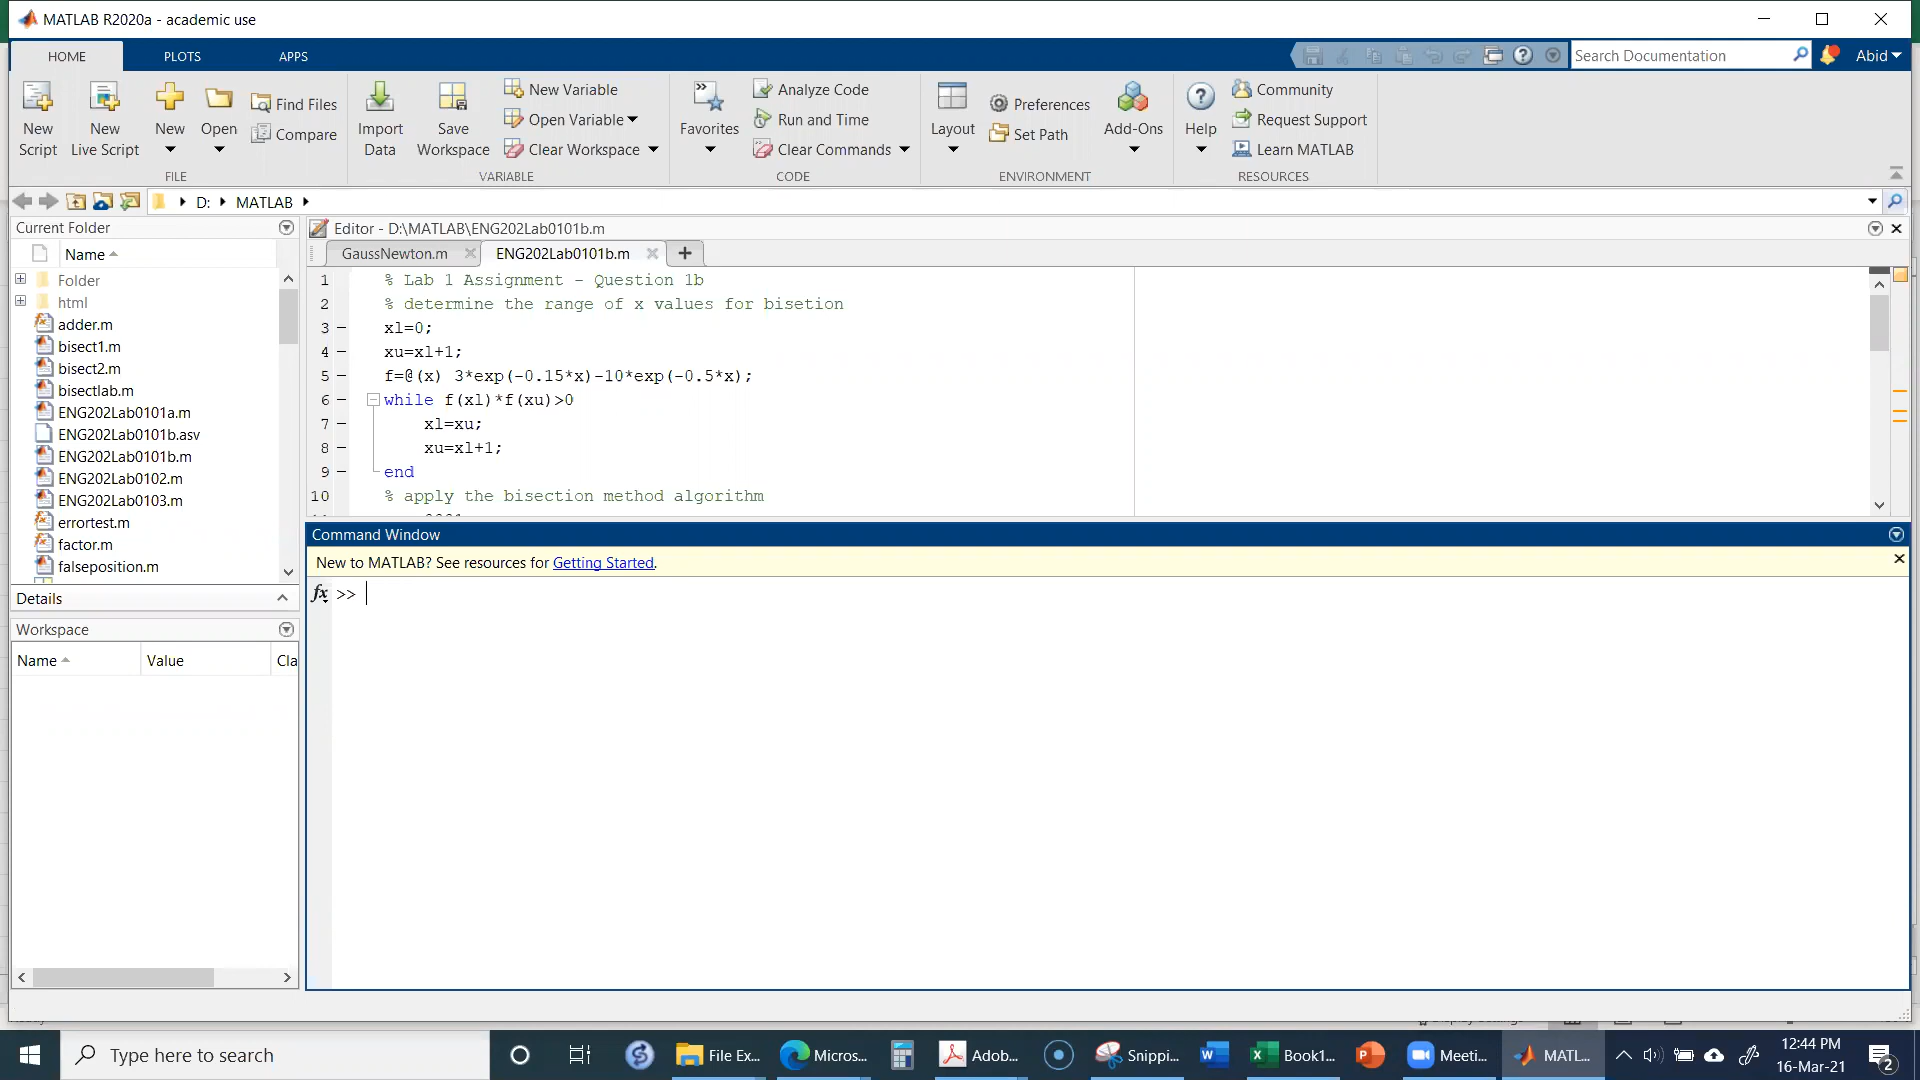 MATLAB R2020a - academic use
HOME
PLOTS
APPS
Search Documentation
Abid
New
Script
New
Live Script
New
Open
Find Files
Compare
Import
Data
Save
Workspace
New Variable
Open Variable
Clear Workspace
Favorites
Analyze Code
Run and Time
Clear Commands
Layout
Preferences
Set Path
Add-Ons
Help
Community
Request Support
Learn MATLAB
FILE
VARIABLE
CODE
ENVIRONMENT
RESOURCES
D: MATLAB
Current Folder
Name
Folder
html
adder.m
bisect1.m
bisect2.m
bisectlab.m
ENG202Lab0101a.m
ENG202Lab0101b.asv
ENG202Lab0101b.m
ENG202Lab0102.m
ENG202Lab0103.m
errortest.m
factor.m
falseposition.m
Details
Workspace
Name Value Cla
Editor - D:\MATLAB\ENG202Lab0101b.m
GaussNewton.m
ENG202Lab0101b.m
1 % Lab 1 Assignment - Question 1b
2 % determine the range of x values for bisetion
3 - xl=0;
4 - xu=xl+1;
5 - f=@(x) 3*exp(-0.15*x)-10*exp(-0.5*x);
6 - while f(xl)*f(xu)>0
7 - xl=xu;
8 - xu=xl+1;
9 - end
10 % apply the bisection method algorithm
Command Window
New to MATLAB? See resources for Getting Started.
fx >>
Type here to search
File Ex...
Micros...
Adob...
Snippi...
Book1...
Meeti...
MATL...
12:44 PM
16-Mar-21
2